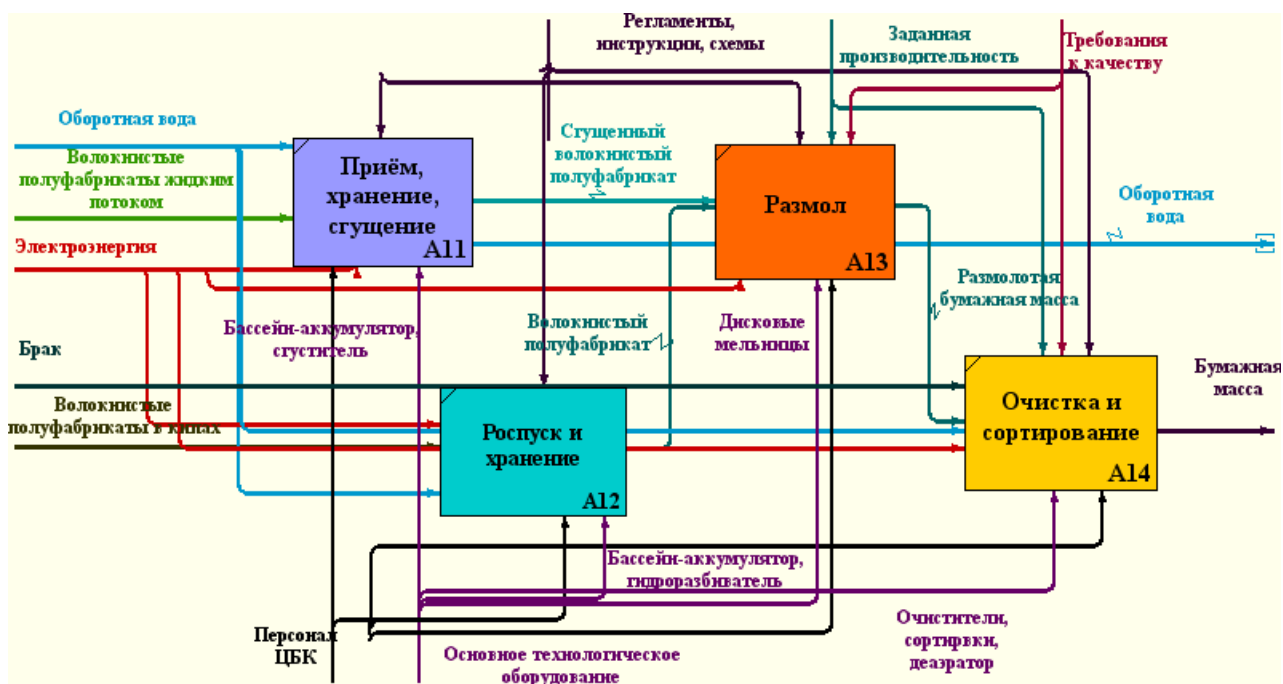 Регламенты,
инструкции, схемы
Заданная
производительность
Требования
к качеству
Оборотная вода
Волокнистые
полуфабрикаты жидким
потоком
Электроэнергия
Приём,
хранение,
сгущение
A11
Сгущенный
волокнистый
полуфабрикат
Размол
A13
Оборотная
вода
Бассейн-аккумулятор,
сгуститель
Волокнистый
полуфабрикат
Дисковые
мельницы
Размолотая
бумажная масса
Брак
Волокнистые
полуфабрикаты в кипах
Роспуск и
хранение
A12
Очистка и
сортирование
A14
Бумажная
масса
Бассейн-аккумулятор,
гидроразбиватель
Персонал
ЦБК
Основное технологическое
оборудование
Очистители,
сортирвки,
деаэратор